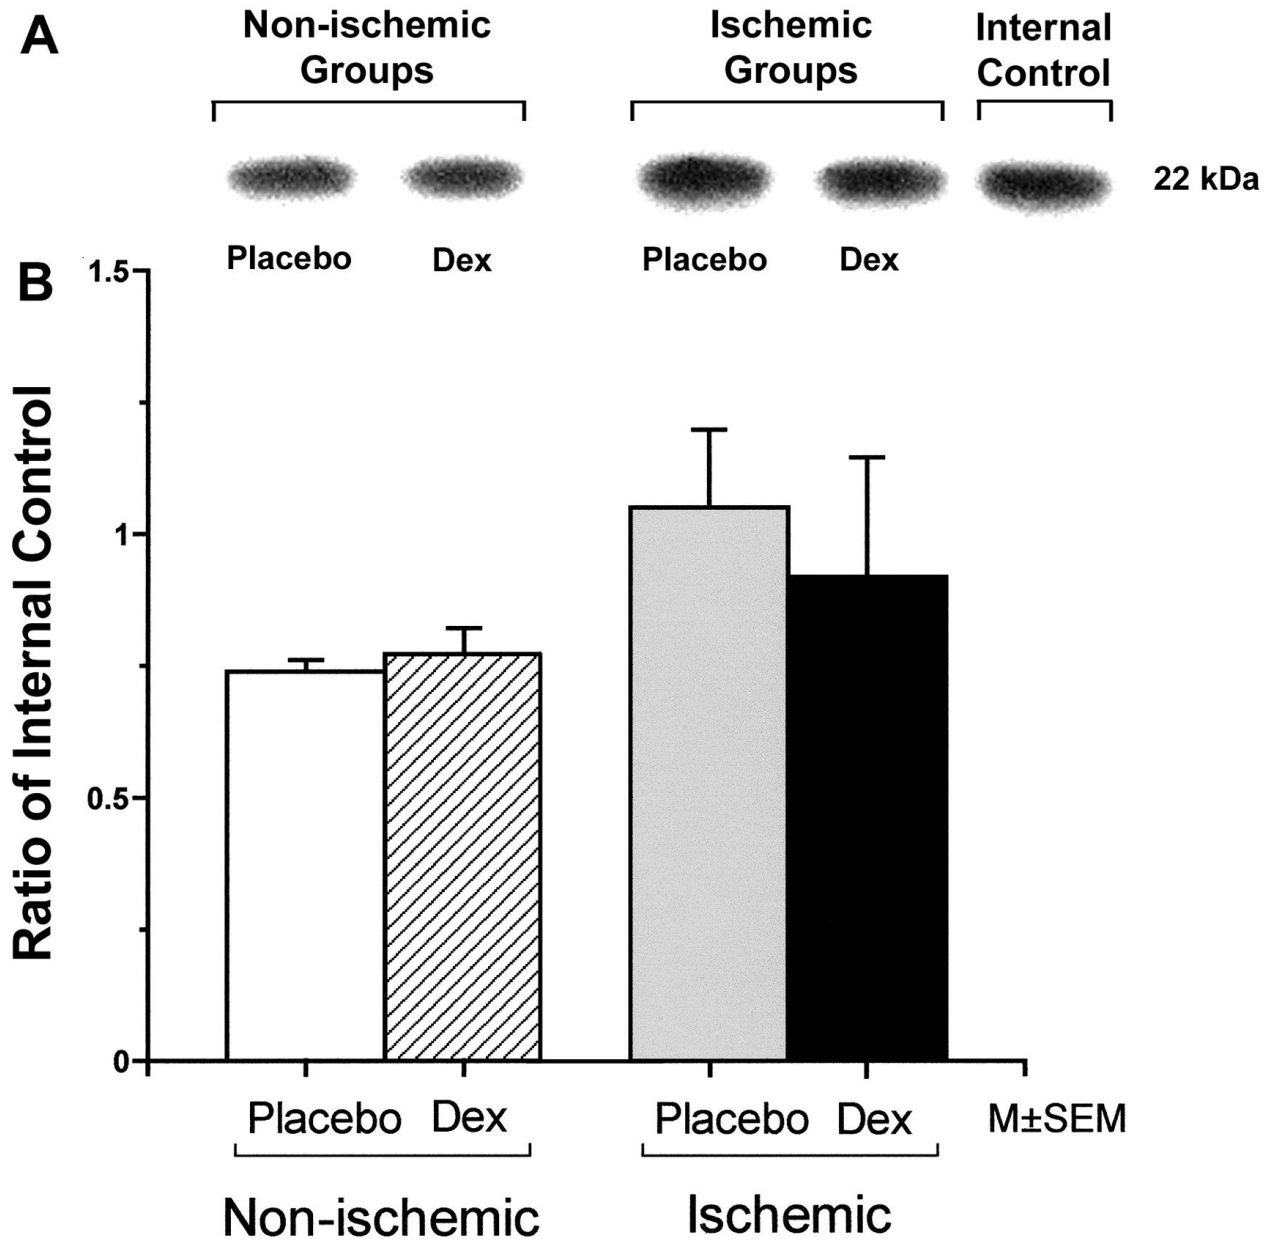 A
Non-ischemic
Groups
Ischemic
Groups
Internal
Control
22 kDa
Placebo
Dex
Placebo
Dex
B
Ratio of Internal Control
1.5
1
0.5
0
Placebo
Dex
Placebo
Dex
M±SEM
Non-ischemic
Ischemic